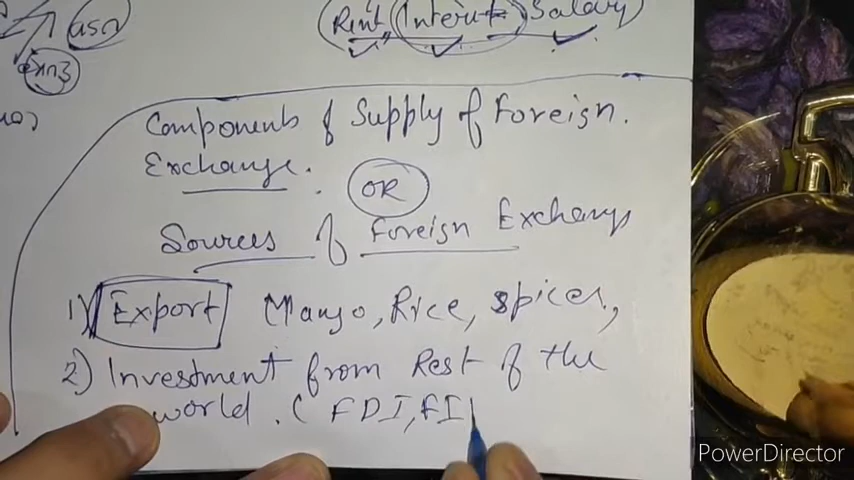 Rent, Interest Salary
Components of Supply of Foreign.
Exchange.
OR
Sources of Foreign Exchange
1) Export Mango, Rice, spices,
2) Investment from Rest of the
world. ( FDI, FI
PowerDirector